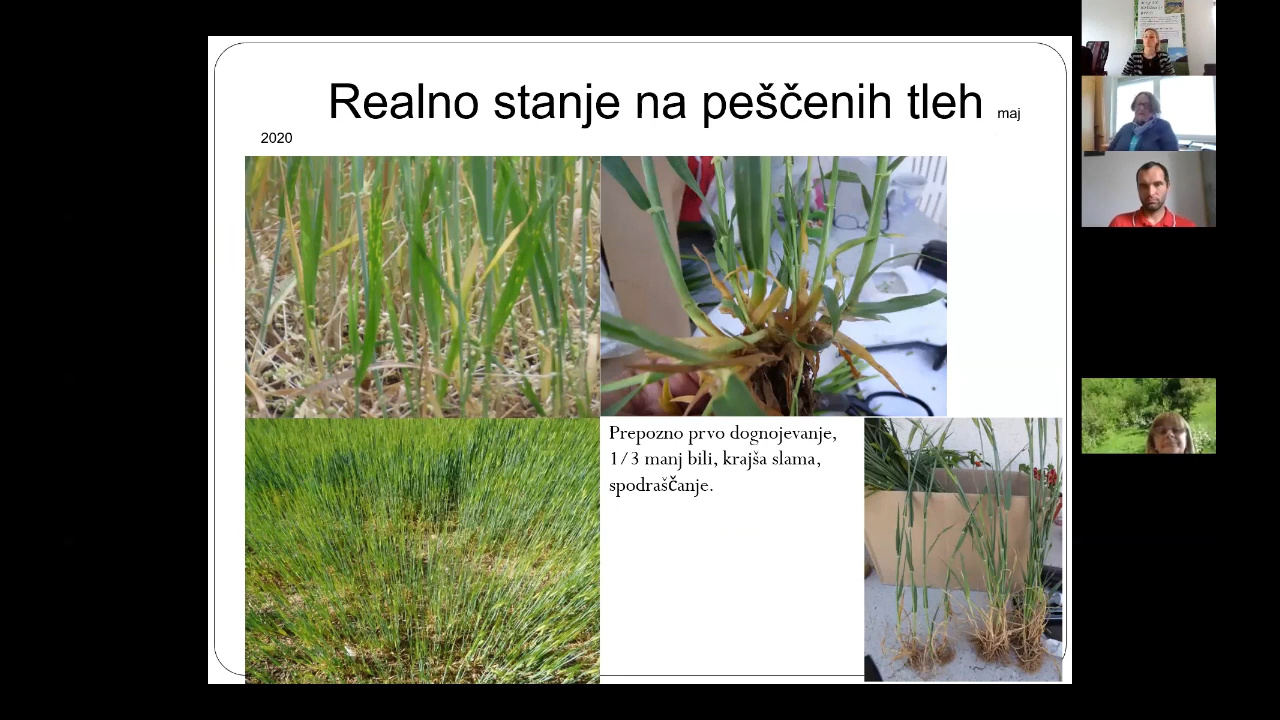 Realno stanje na peščenih tleh maj
2020
Prepozno prvo dognojevanje,
1/3 manj bili, krajša slama,
spodraščanje.